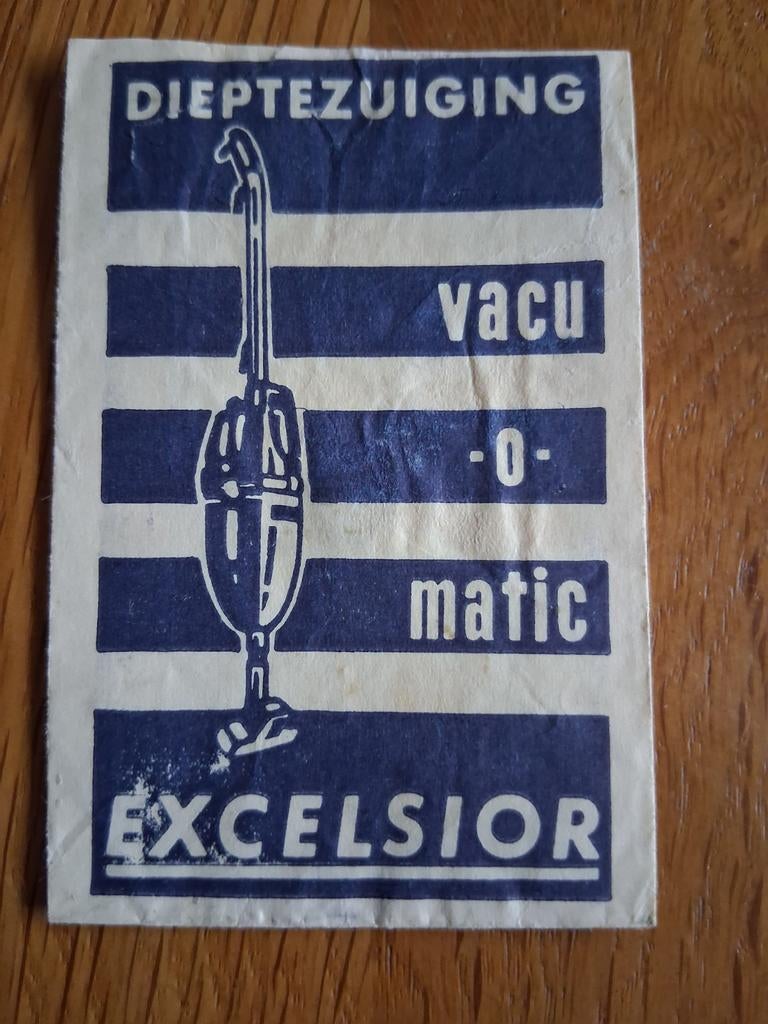 DIEPTEZUIGING
vacu
-o-
matic
EXCELSIOR